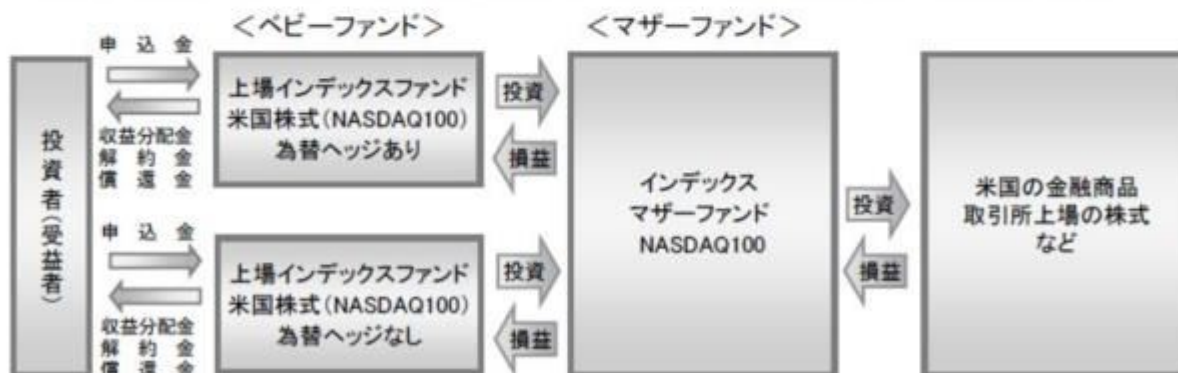 <ベビーファンド>
<マザーファンド>
申込金
収益分配金
解約金
償還金
投資者(受益者)
上場インデックスファンド
米国株式(NASDAQ100)
為替ヘッジあり
投資
損益
申込金
収益分配金
解約金
償還金
上場インデックスファンド
米国株式(NASDAQ100)
為替ヘッジなし
投資
損益
インデックス
マザーファンド
NASDAQ100
投資
損益
米国の金融商品
取引所上場の株式
など